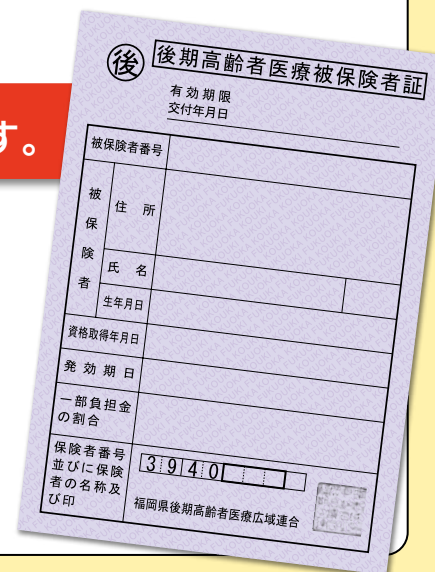 す。
後 後期高齢者医療被保険者証
有効期限
交付年月日
被保険者番号
被保険者
住所
氏名
生年月日
資格取得年月日
発効期日
一部負担金
の割合
保険者番号
並びに保険
者の名称及
び印
3940
福岡県後期高齢者医療広域連合